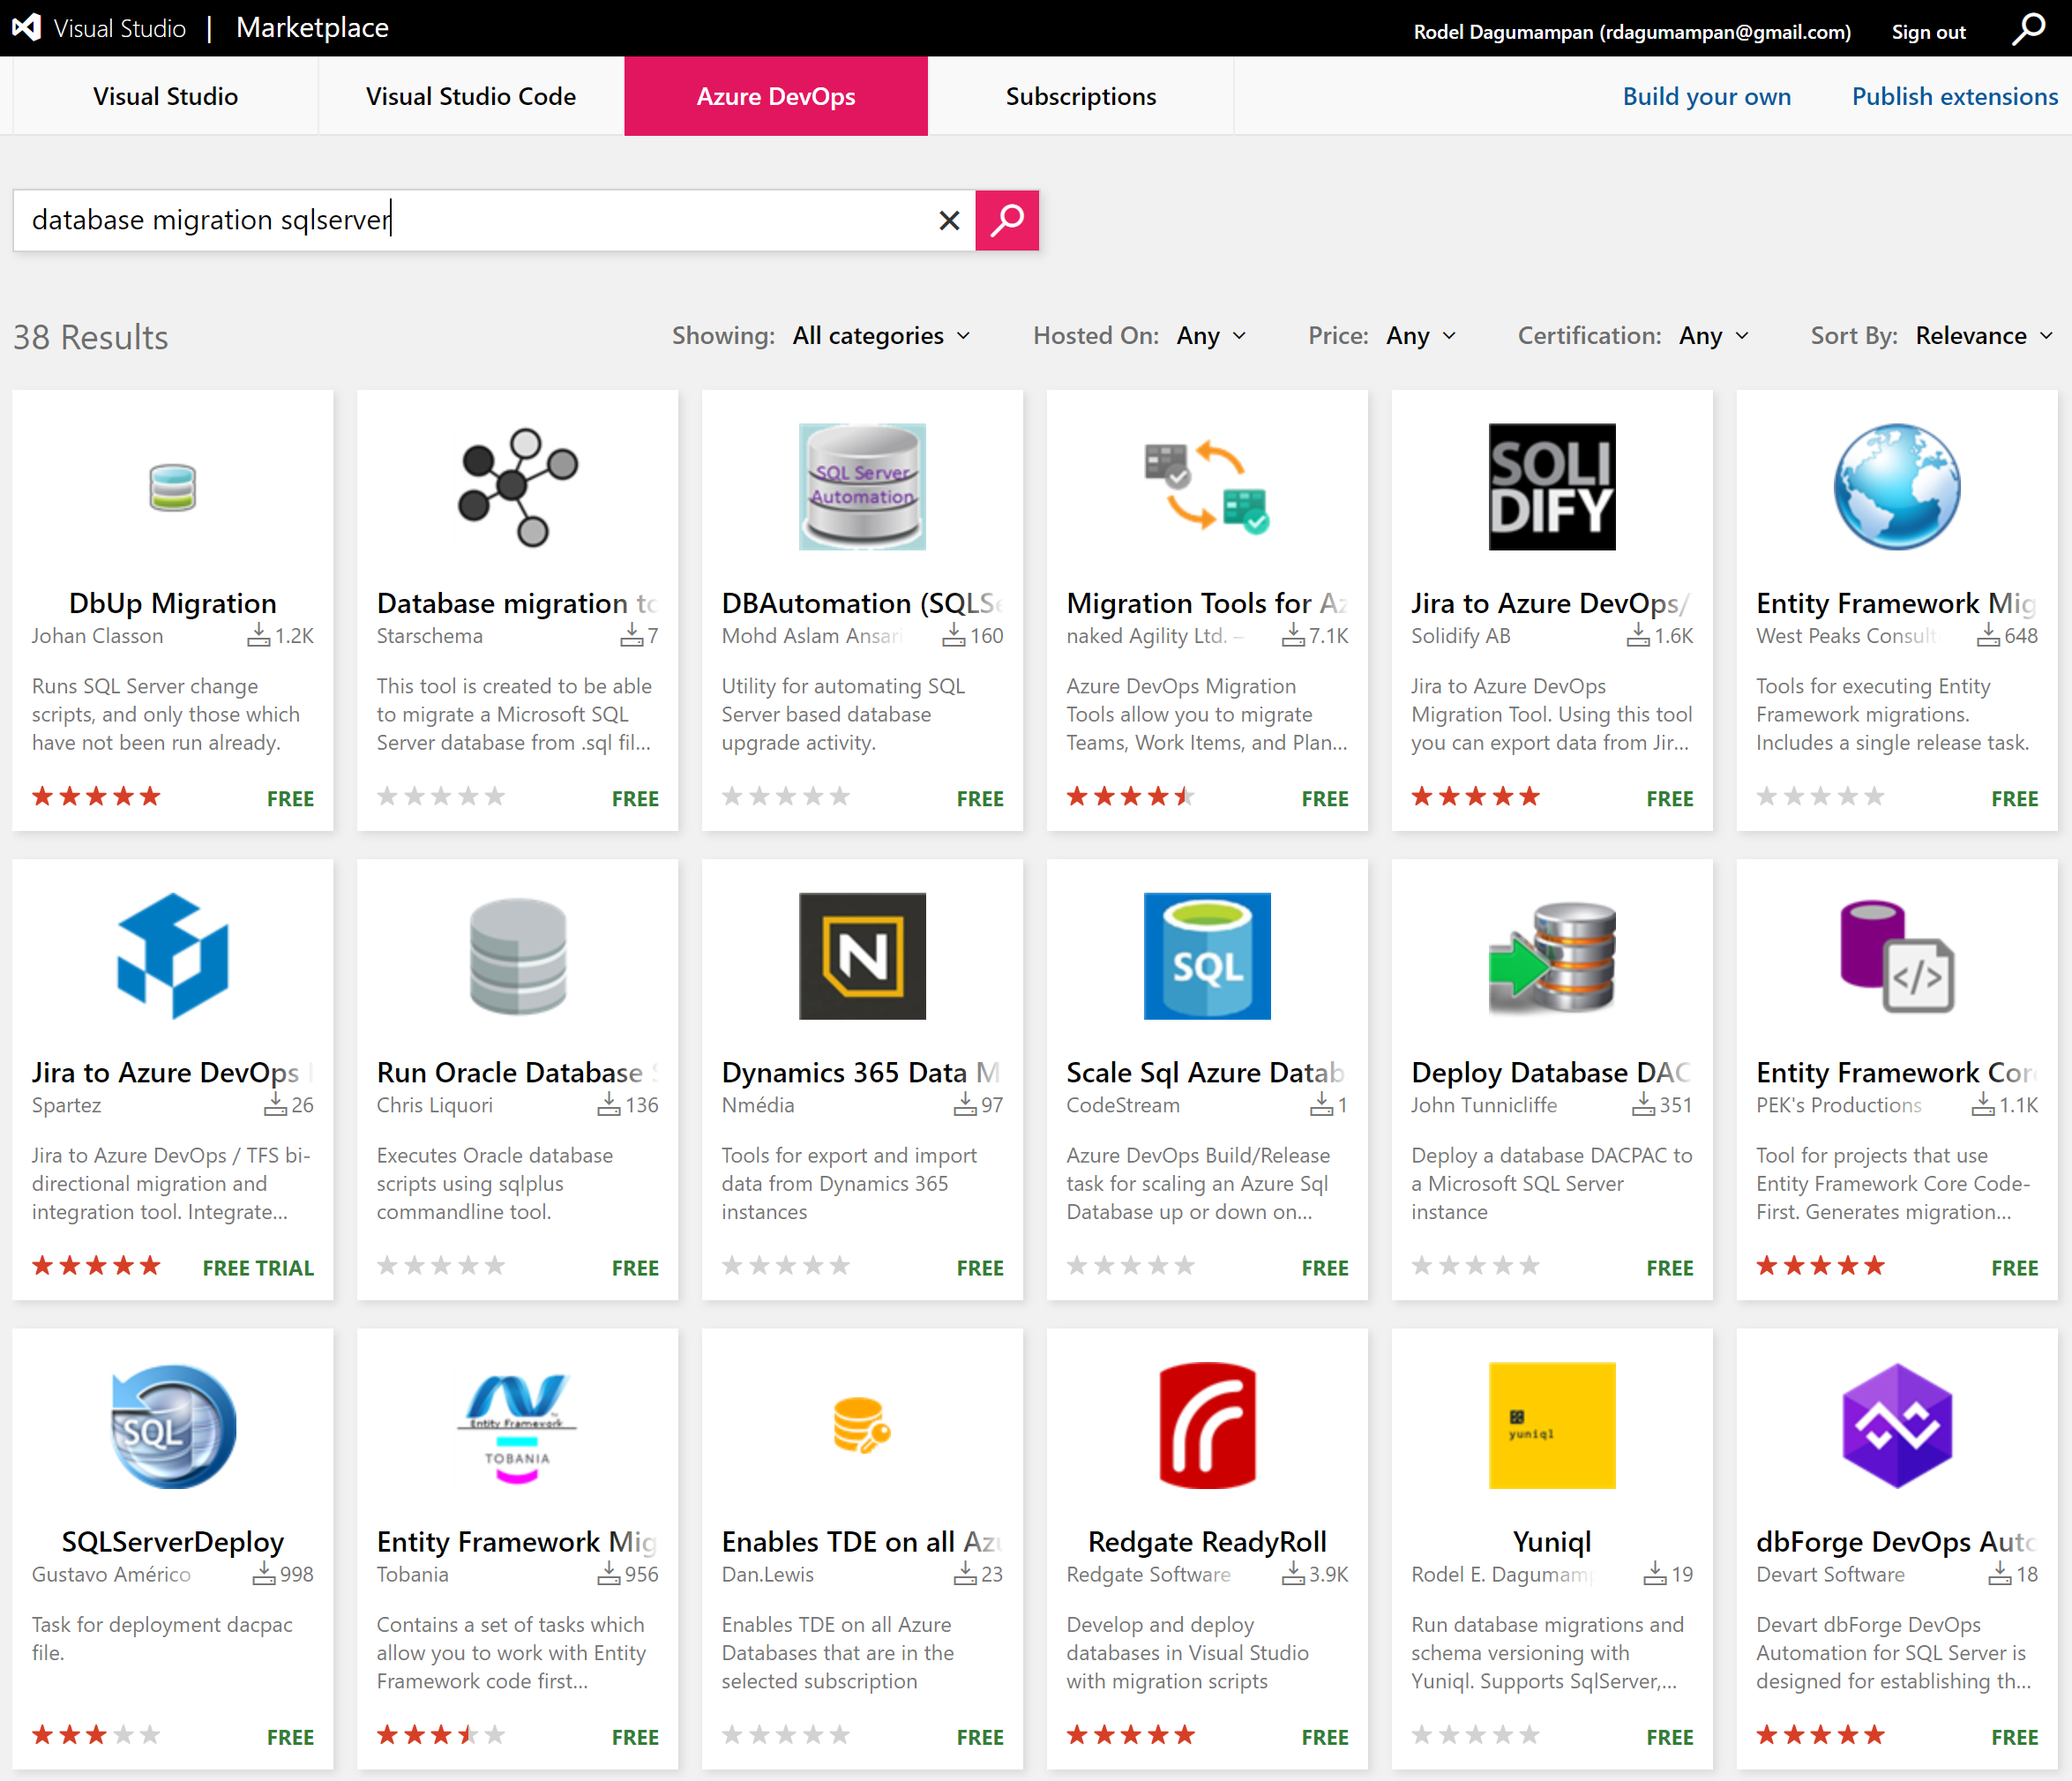 Visual Studio | Marketplace
Rodel Dagumampan (rdagumampan@gmail.com) Sign out
Visual Studio Visual Studio Code Azure DevOps Subscriptions Build your own Publish extensions
database migration sqlserver
38 Results Showing: All categories Hosted On: Any Price: Any Certification: Any Sort By: Relevance
SQL Server
Automation
SOLI
DIFY
DbUp Migration
Johan Classon 1.2K
Runs SQL Server change
scripts, and only those which
have not been run already.
FREE
Database migration to
Starschema 7
This tool is created to be able
to migrate a Microsoft SQL
Server database from .sql fil...
FREE
DBAutomation (SQLSe
Mohd Aslam Ansari 160
Utility for automating SQL
Server based database
upgrade activity.
FREE
Migration Tools for Az
naked Agility Ltd. – 7.1K
Azure DevOps Migration
Tools allow you to migrate
Teams, Work Items, and Plan...
FREE
Jira to Azure DevOps/
Solidify AB 1.6K
Jira to Azure DevOps
Migration Tool. Using this tool
you can export data from Jir...
FREE
Entity Framework Mig
West Peaks Consult 648
Tools for executing Entity
Framework migrations.
Includes a single release task.
FREE
N
SQL
</>
Jira to Azure DevOps
Spartez 26
Jira to Azure DevOps / TFS bi-
directional migration and
integration tool. Integrate...
FREE TRIAL
Run Oracle Database S
Chris Liquori 136
Executes Oracle database
scripts using sqlplus
commandline tool.
FREE
Dynamics 365 Data M
Nmédia 97
Tools for export and import
data from Dynamics 365
instances
FREE
Scale Sql Azure Datab
CodeStream 1
Azure DevOps Build/Release
task for scaling an Azure Sql
Database up or down on...
FREE
Deploy Database DAC
John Tunnicliffe 351
Deploy a database DACPAC to
a Microsoft SQL Server
instance
FREE
Entity Framework Core
PEK's Productions 1.1K
Tool for projects that use
Entity Framework Core Code-
First. Generates migration...
FREE
SQL
Entity Framework
TOBANIA
yuniql
SQLServerDeploy
Gustavo Américo 998
Task for deployment dacpac
file.
FREE
Entity Framework Mig
Tobania 956
Contains a set of tasks which
allow you to work with Entity
Framework code first...
FREE
Enables TDE on all Azu
Dan.Lewis 23
Enables TDE on all Azure
Databases that are in the
selected subscription
FREE
Redgate ReadyRoll
Redgate Software 3.9K
Develop and deploy
databases in Visual Studio
with migration scripts
FREE
Yuniql
Rodel E. Dagumamp 19
Run database migrations and
schema versioning with
Yuniql. Supports SqlServer,...
FREE
dbForge DevOps Auto
Devart Software 18
Devart dbForge DevOps
Automation for SQL Server is
designed for establishing th...
FREE